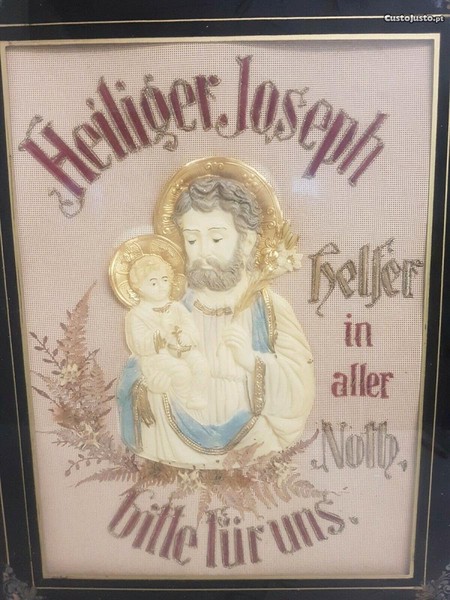 CustoJusto.pt
Heiliger Joseph
Helfer
in
aller
Noth,
bitte für uns.